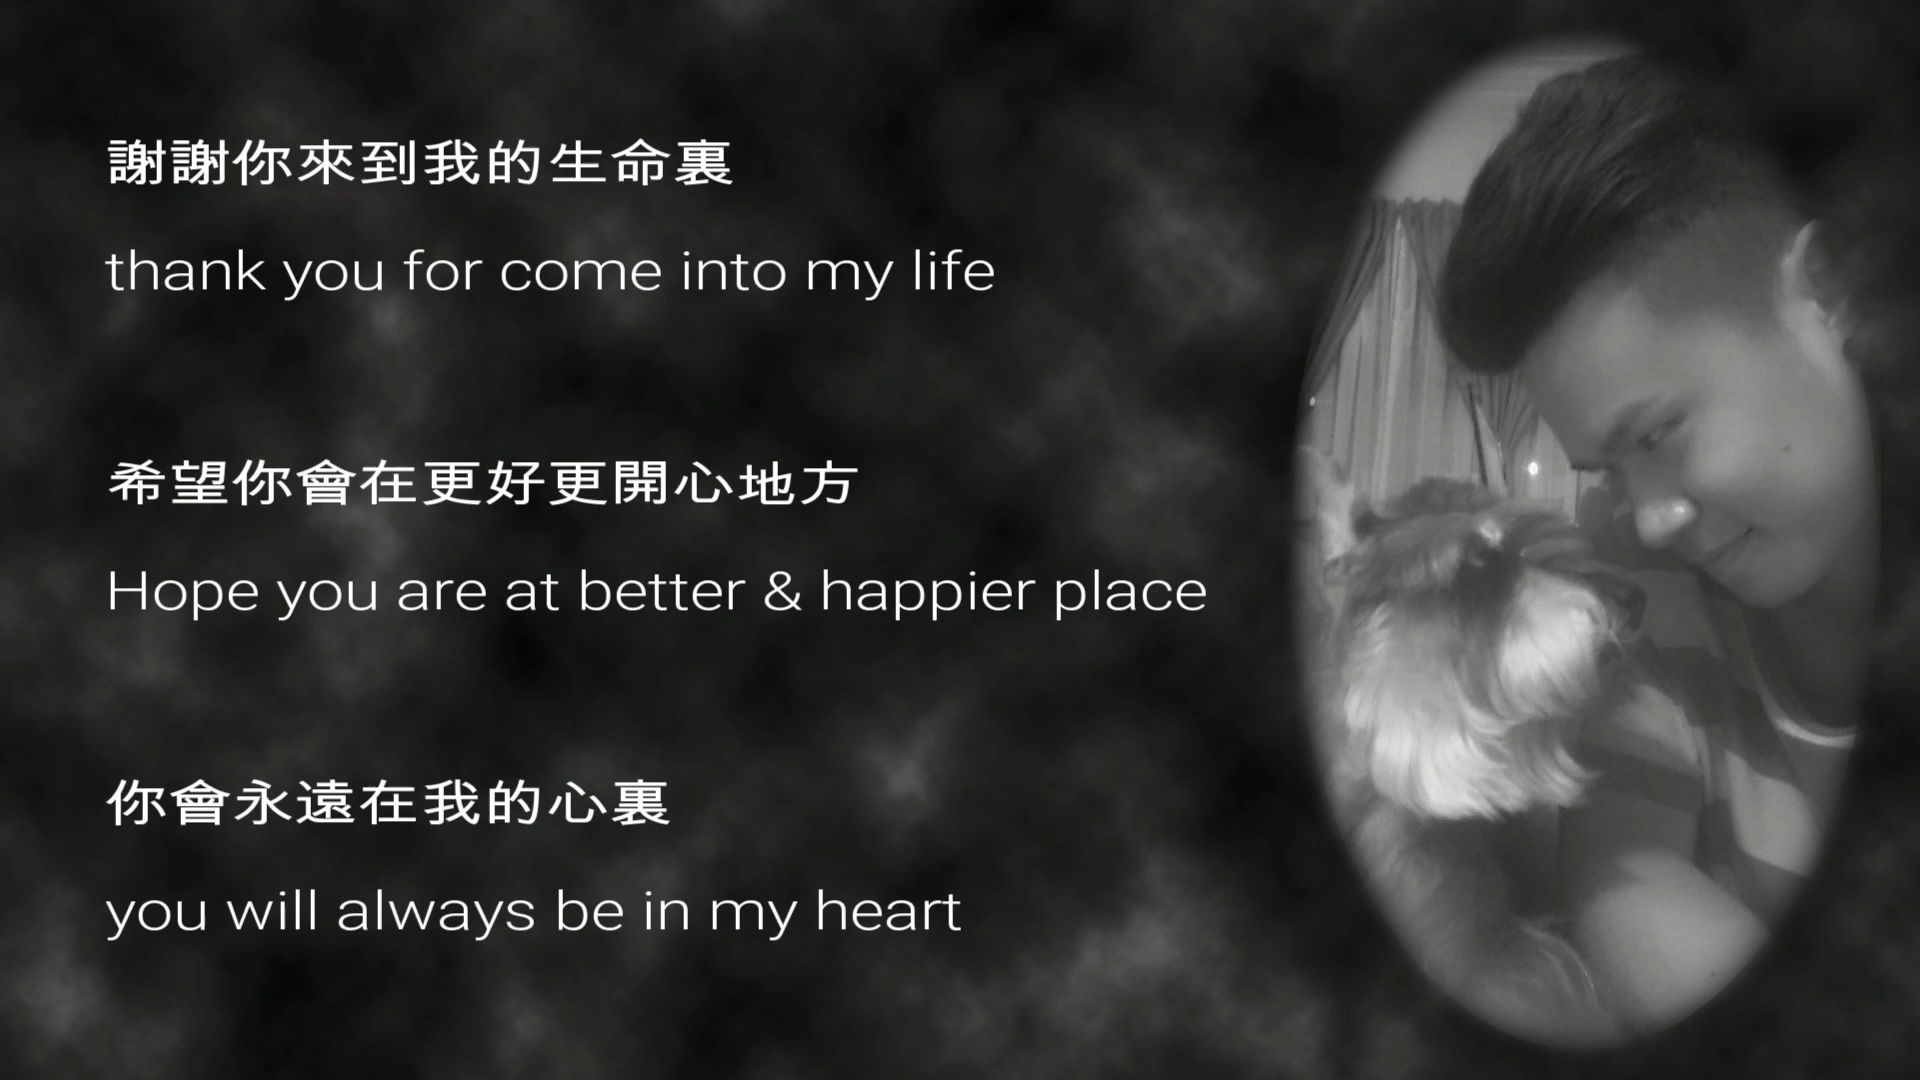 謝謝你來到我的生命裏
thank you for come into my life
希望你會在更好更開心地方
Hope you are at better & happier place
你會永遠在我的心裏
you will always be in my heart